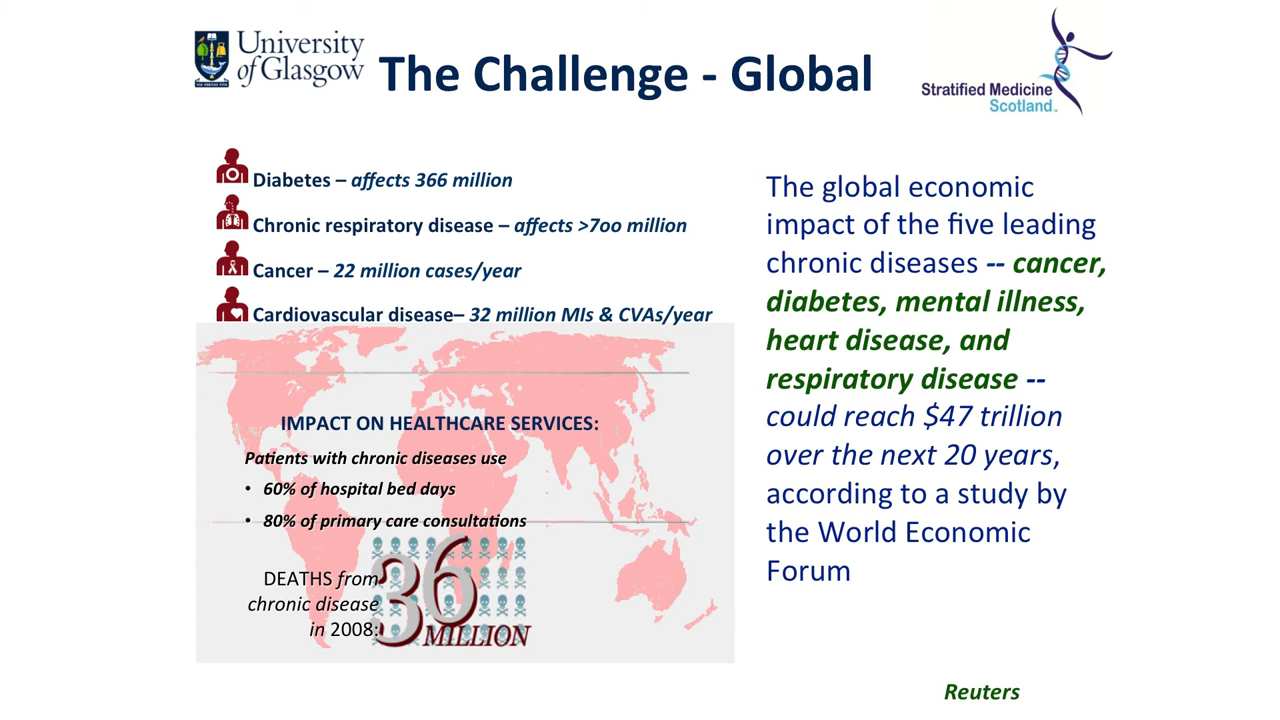 University
of Glasgow
VIA VERITAS VITA
The Challenge - Global
Stratified Medicine
Scotland™
Diabetes – affects 366 million
Chronic respiratory disease – affects >7oo million
Cancer – 22 million cases/year
Cardiovascular disease– 32 million MIs & CVAs/year
IMPACT ON HEALTHCARE SERVICES:
Patients with chronic diseases use
• 60% of hospital bed days
• 80% of primary care consultations
DEATHS from
chronic disease
in 2008:
36
MILLION
The global economic
impact of the five leading
chronic diseases -- cancer,
diabetes, mental illness,
heart disease, and
respiratory disease --
could reach $47 trillion
over the next 20 years,
according to a study by
the World Economic
Forum
Reuters